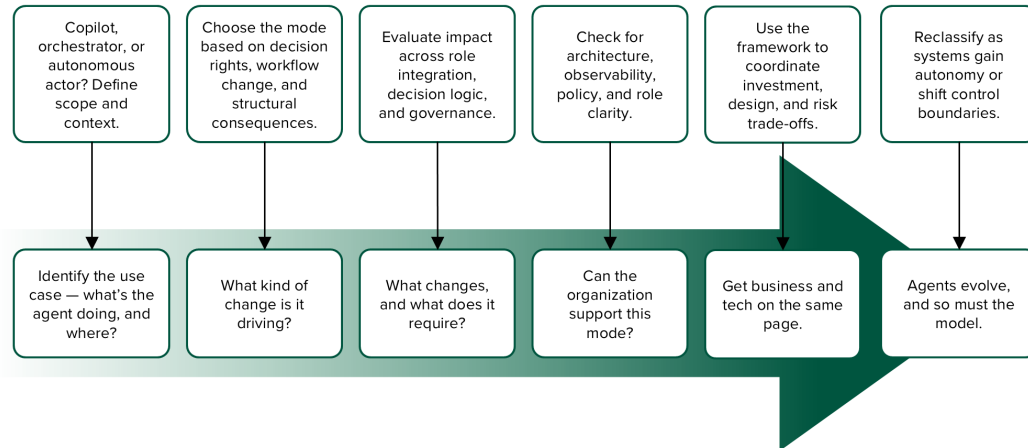 Copilot,
orchestrator, or
autonomous
actor? Define
scope and
context.
Choose the mode
based on decision
rights, workflow
change, and
structural
consequences.
Evaluate impact
across role
integration,
decision logic,
and governance.
Check for
architecture,
observability,
policy, and role
clarity.
Use the
framework to
coordinate
investment,
design, and risk
trade-offs.
Reclassify as
systems gain
autonomy or
shift control
boundaries.
Identify the use
case — what’s the
agent doing, and
where?
What kind of
change is it
driving?
What changes,
and what does it
require?
Can the
organization
support this
mode?
Get business and
tech on the same
page.
Agents evolve,
and so must the
model.